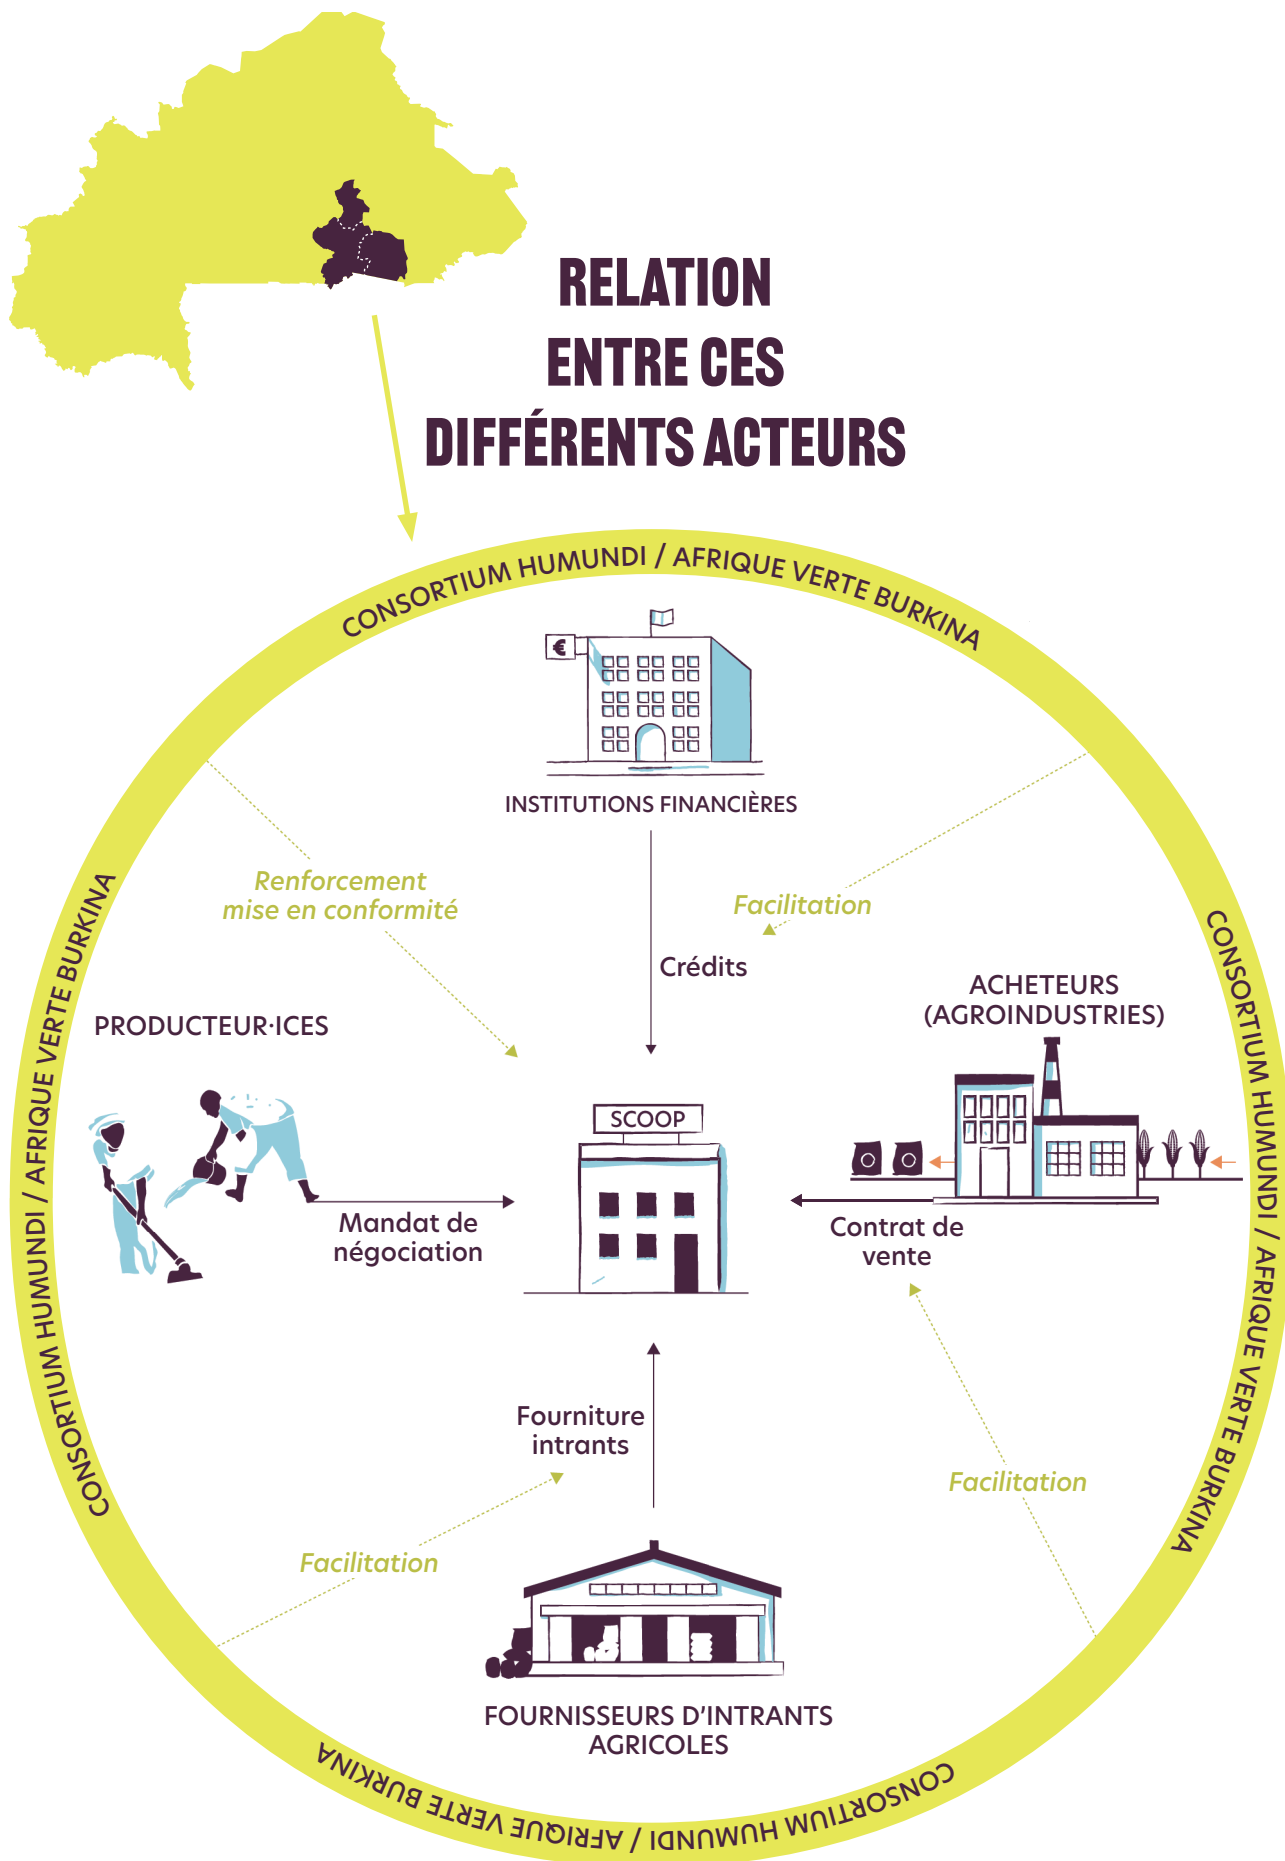 RELATION
ENTRE CES
DIFFÉRENTS ACTEURS
CONSORTIUM HUMUNDI / AFRIQUE VERTE BURKINA
€
INSTITUTIONS FINANCIÈRES
Renforcement
mise en conformité
Facilitation
Crédits
CONSORTIUM HUMUNDI / AFRIQUE VERTE BURKINA
CONSORTIUM HUMUNDI / AFRIQUE VERTE BURKINA
PRODUCTEUR·ICES
ACHETEURS
(AGROINDUSTRIES)
SCOOP
Mandat de
négociation
Contrat de
vente
Fourniture
intrants
Facilitation
Facilitation
FOURNISSEURS D'INTRANTS
AGRICOLES
CONSORTIUM HUMUNDI / AFRIQUE VERTE BURKINA